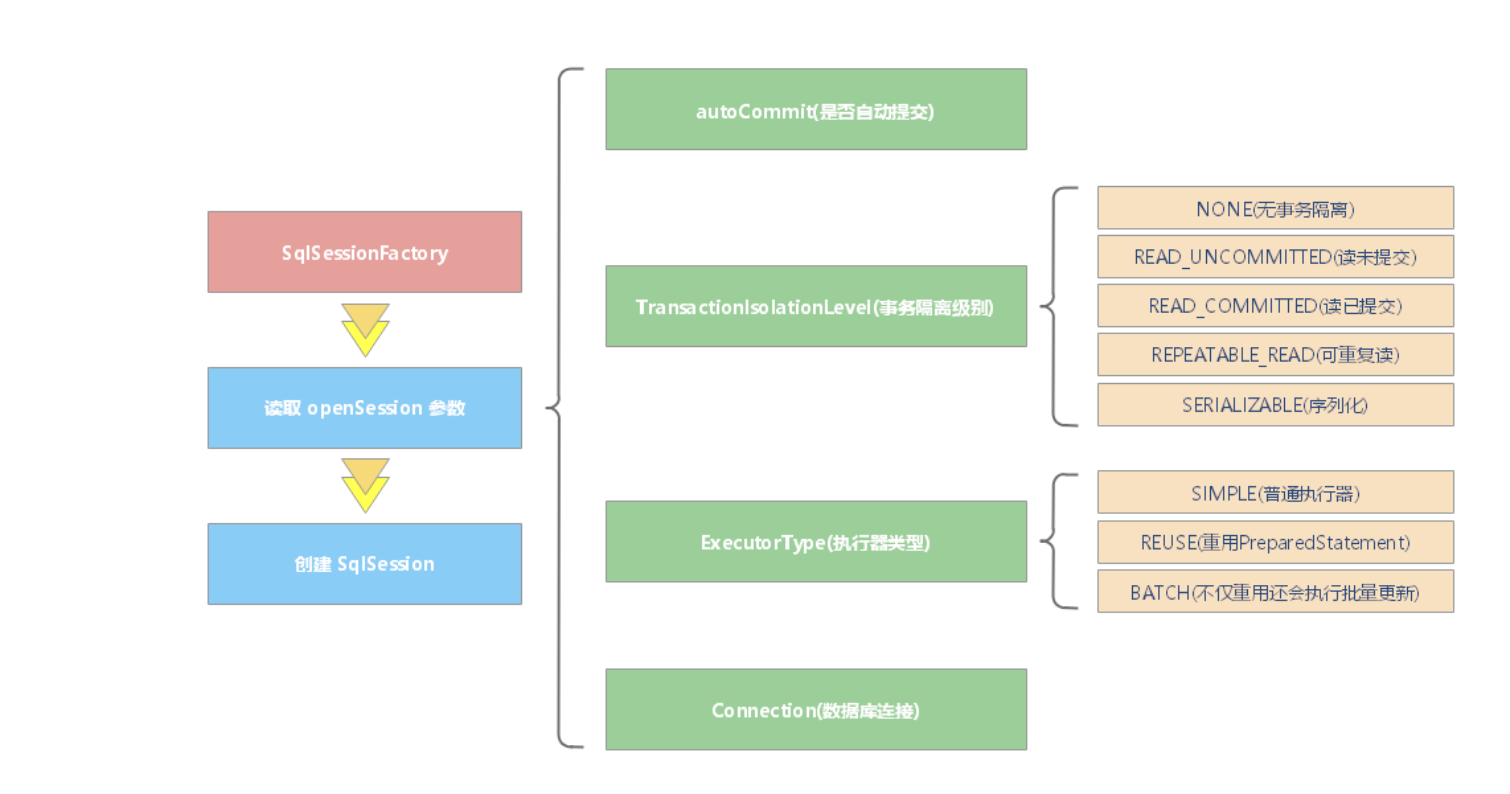 SqlSessionFactory
读取 openSession 参数
创建 SqlSession
autoCommit(是否自动提交)
TransactionIsolationLevel(事务隔离级别)
NONE(无事务隔离)
READ_UNCOMMITTED(读未提交)
READ_COMMITTED(读已提交)
REPEATABLE_READ(可重复读)
SERIALIZABLE(序列化)
ExecutorType(执行器类型)
SIMPLE(普通执行器)
REUSE(重用PreparedStatement)
BATCH(不仅重用还会执行批量更新)
Connection(数据库连接)